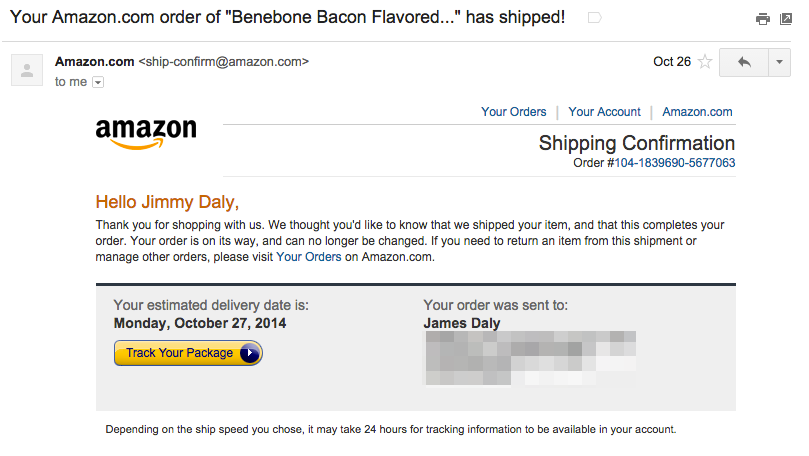 Your Amazon.com order of "Benebone Bacon Flavored..." has shipped!
Amazon.com <ship-confirm@amazon.com>
Oct 26
to me
Your Orders | Your Account | Amazon.com
amazon
Shipping Confirmation
Order #104-1839690-5677063
Hello Jimmy Daly,
Thank you for shopping with us. We thought you'd like to know that we shipped your item, and that this completes your
order. Your order is on its way, and can no longer be changed. If you need to return an item from this shipment or
manage other orders, please visit Your Orders on Amazon.com.
Your estimated delivery date is:
Monday, October 27, 2014
Track Your Package
Your order was sent to:
James Daly
Depending on the ship speed you chose, it may take 24 hours for tracking information to be available in your account.